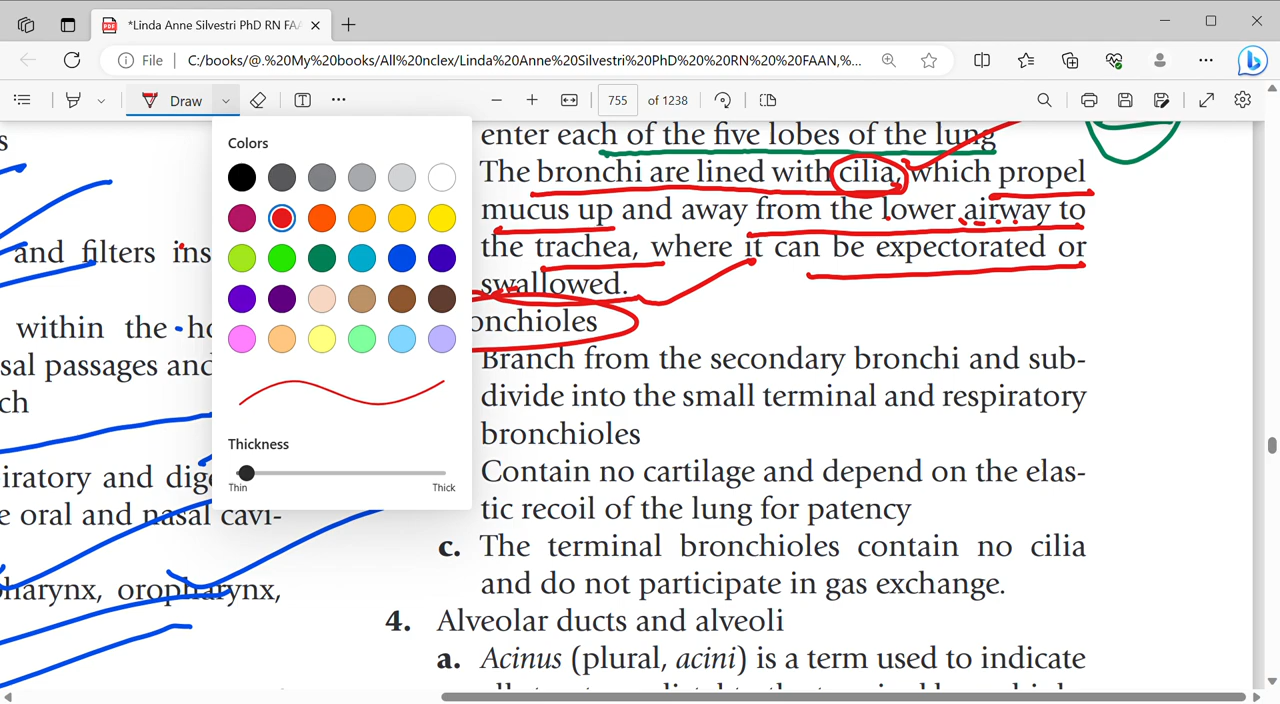 *Linda Anne Silvestri PhD RN FAA
File
C:/books/@.%20My%20books/All%20nclex/Linda%20Anne%20Silvestri%20PhD%20%20RN%20%20FAAN,%...
Draw
755 of 1238
Colors
Thickness
Thin Thick
s
and filters ins
within the ho
sal passages and
ch
iratory and dige
e oral and nasal cavi-
harynx, oropharynx,
enter each of the five lobes of the lung
The bronchi are lined with cilia, which propel
mucus up and away from the lower airway to
the trachea, where it can be expectorated or
swallowed.
onchioles
Branch from the secondary bronchi and sub-
divide into the small terminal and respiratory
bronchioles
Contain no cartilage and depend on the elas-
tic recoil of the lung for patency
c. The terminal bronchioles contain no cilia
and do not participate in gas exchange.
4. Alveolar ducts and alveoli
a. Acinus (plural, acini) is a term used to indicate